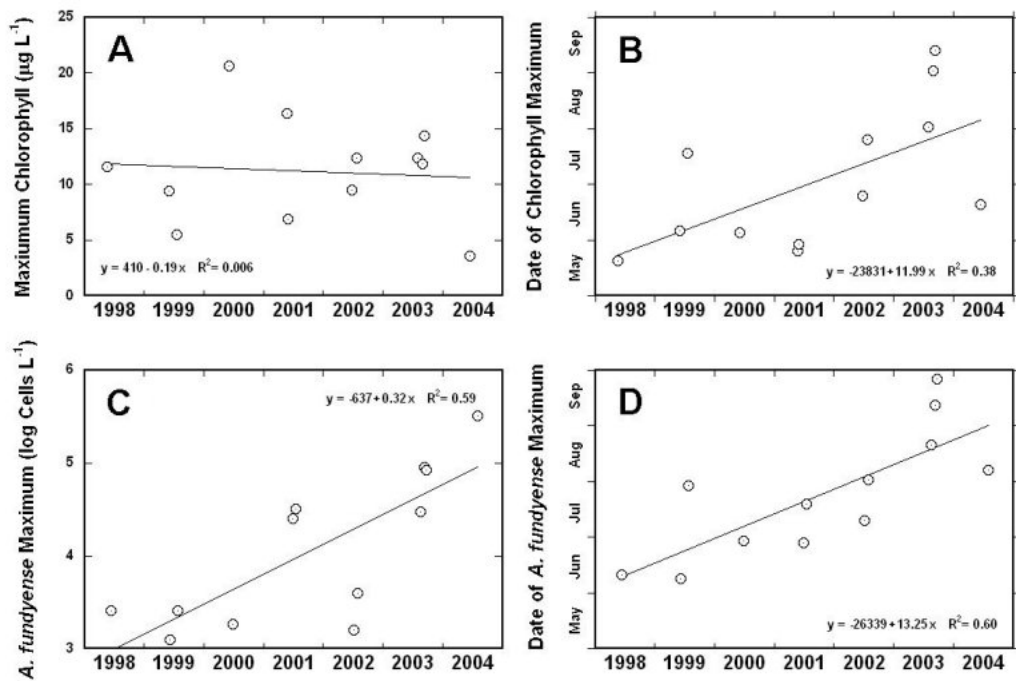 A
Maxiumum Chlorophyll (µg L-1)
25
20
15
10
5
0
y = 410 - 0.19 x R2= 0.006
1998 1999 2000 2001 2002 2003 2004
B
Date of Chlorophyll Maximum
Sep
Aug
Jul
Jun
May
y = -23831+11.99 x R2= 0.38
1998 1999 2000 2001 2002 2003 2004
C
A. fundyense Maximum (log Cells L-1)
6
5
4
3
y = -637+0.32 x R2= 0.59
1998 1999 2000 2001 2002 2003 2004
D
Date of A. fundyense Maximum
Sep
Aug
Jul
Jun
May
y = -26339+13.25 x R2= 0.60
1998 1999 2000 2001 2002 2003 2004